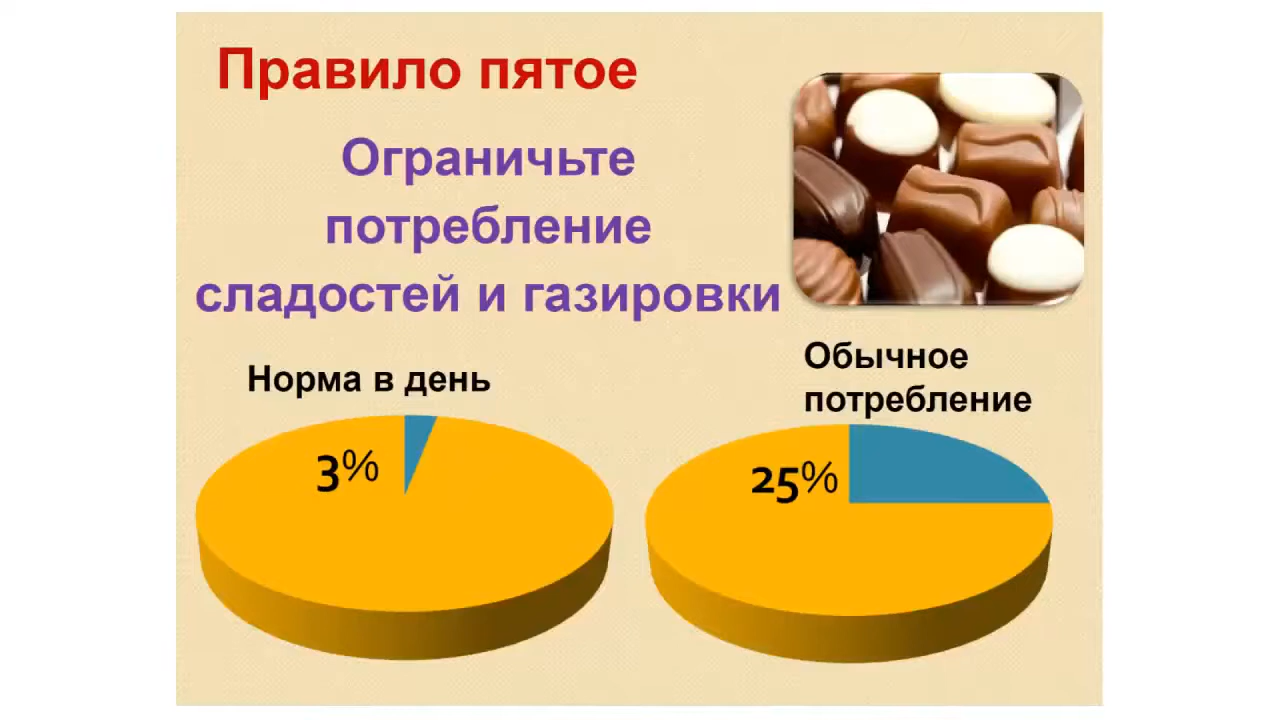 Правило пятое
Ограничьте
потребление
сладостей и газировки
Норма в день
Обычное
потребление
3%
25%